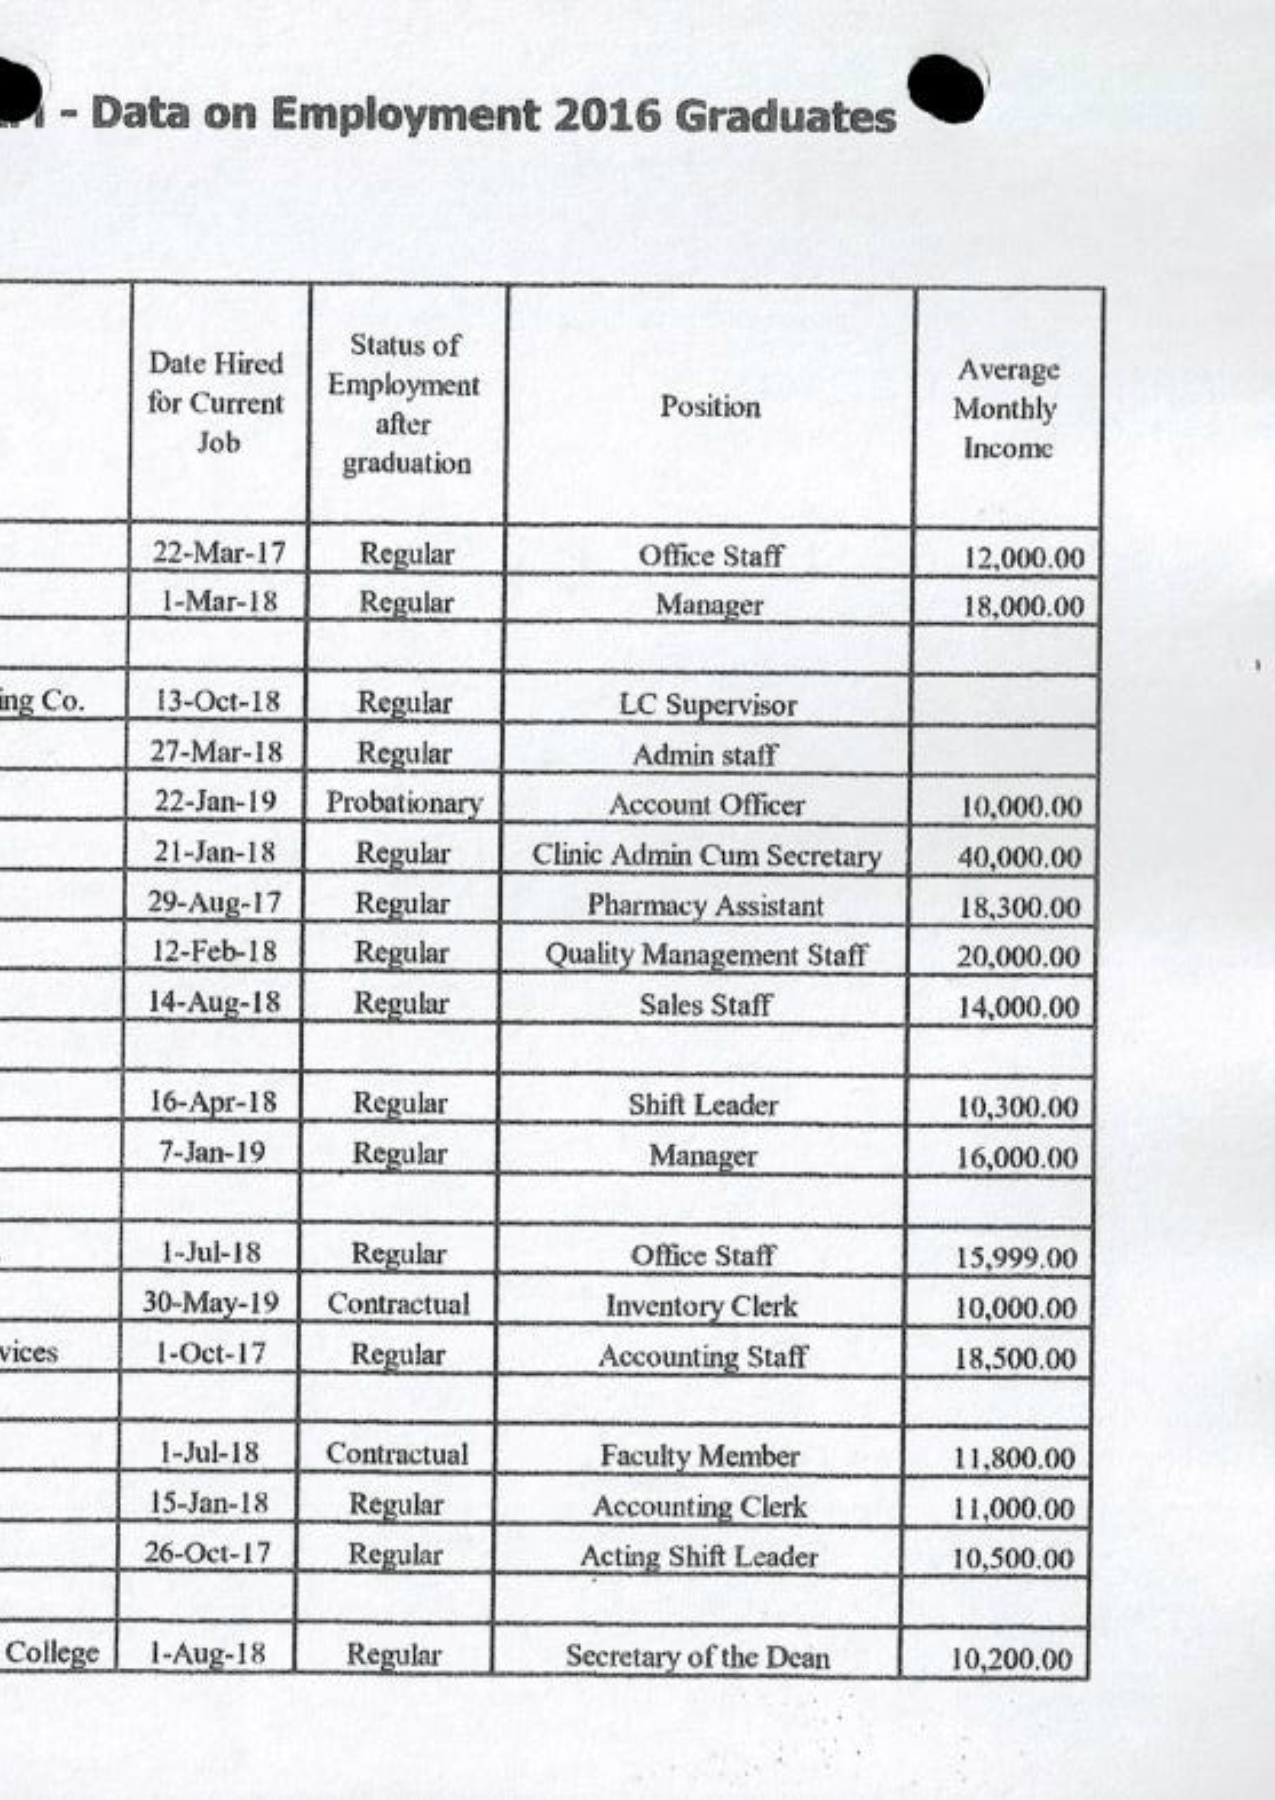 - Data on Employment 2016 Graduates
Date Hired for Current Job Status of Employment after graduation Position Average Monthly Income
22-Mar-17 Regular Office Staff 12,000.00
1-Mar-18 Regular Manager 18,000.00
ing Co. 13-Oct-18 Regular LC Supervisor
27-Mar-18 Regular Admin staff
22-Jan-19 Probationary Account Officer 10,000.00
21-Jan-18 Regular Clinic Admin Cum Secretary 40,000.00
29-Aug-17 Regular Pharmacy Assistant 18,300.00
12-Feb-18 Regular Quality Management Staff 20,000.00
14-Aug-18 Regular Sales Staff 14,000.00
16-Apr-18 Regular Shift Leader 10,300.00
7-Jan-19 Regular Manager 16,000.00
1-Jul-18 Regular Office Staff 15,999.00
30-May-19 Contractual Inventory Clerk 10,000.00
vices 1-Oct-17 Regular Accounting Staff 18,500.00
1-Jul-18 Contractual Faculty Member 11,800.00
15-Jan-18 Regular Accounting Clerk 11,000.00
26-Oct-17 Regular Acting Shift Leader 10,500.00
College 1-Aug-18 Regular Secretary of the Dean 10,200.00